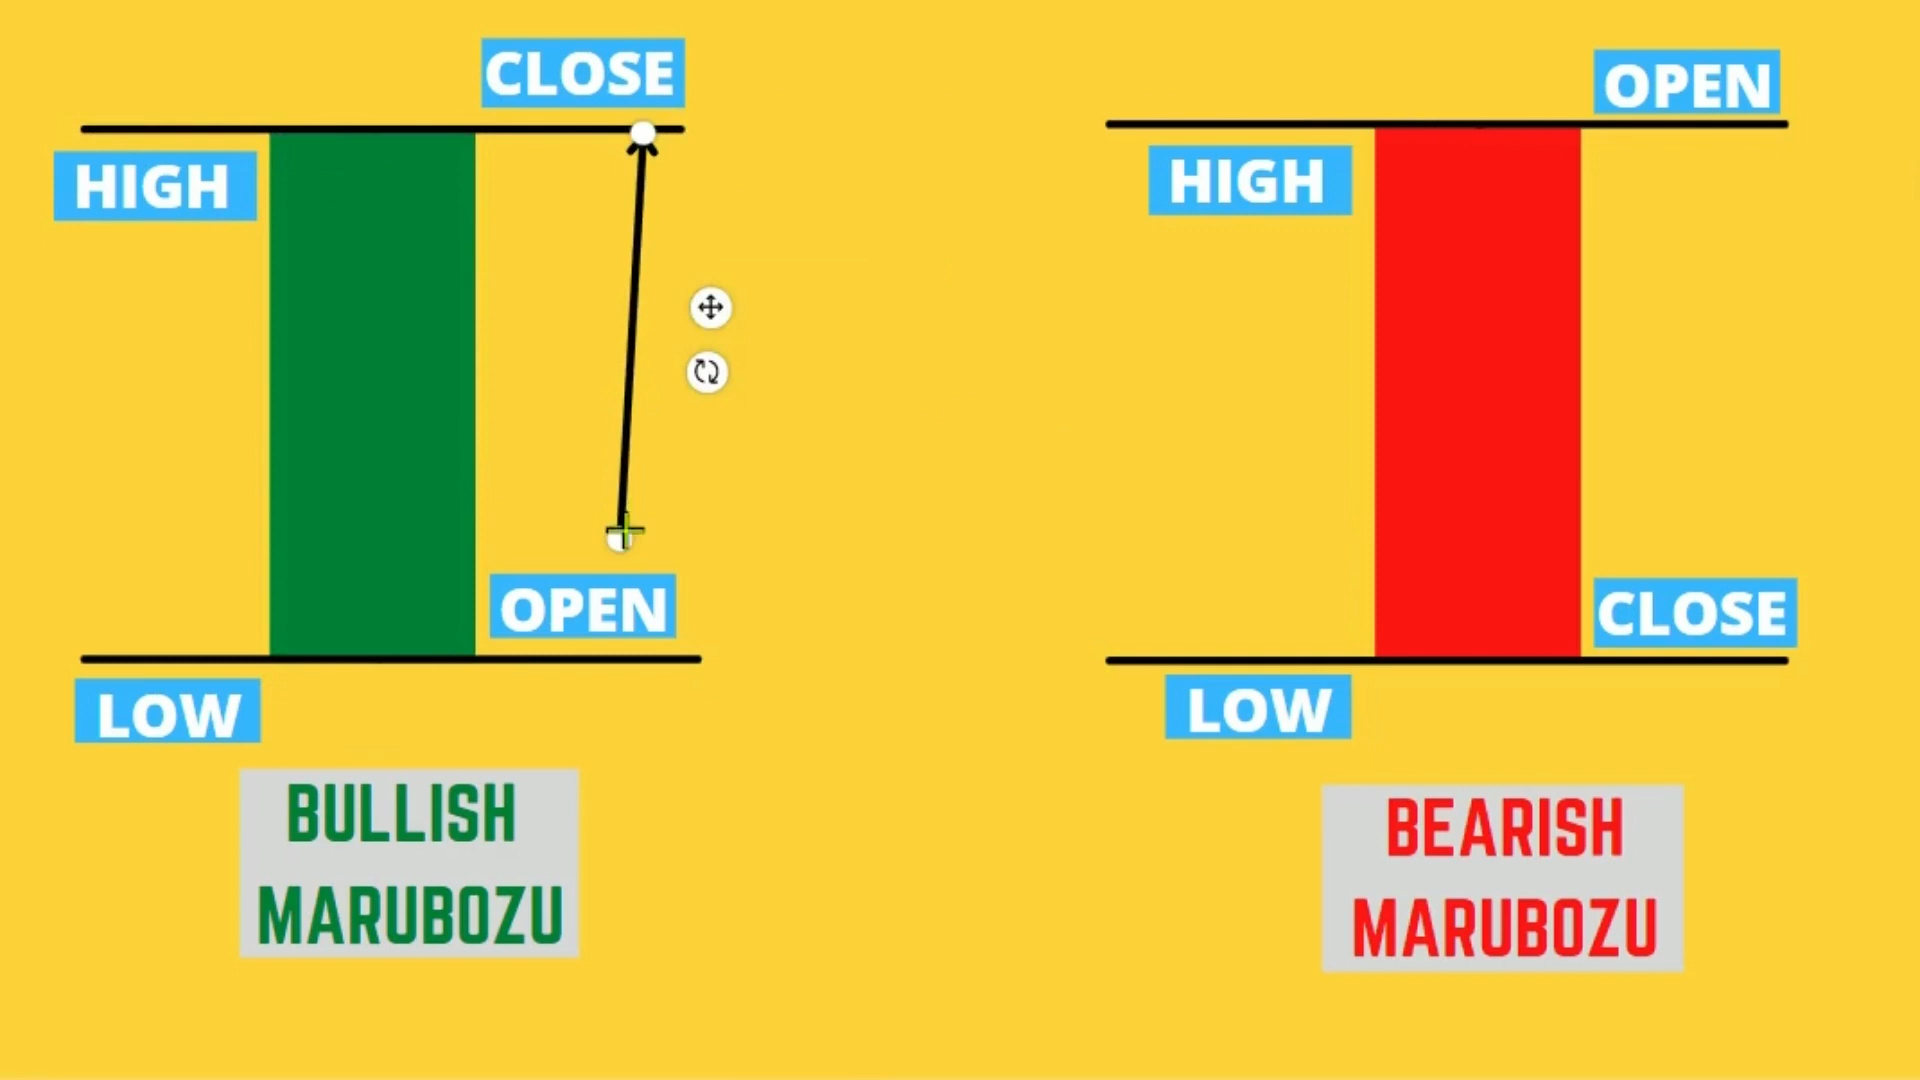 CLOSE
HIGH
OPEN
LOW
BULLISH
MARUBOZU
OPEN
HIGH
CLOSE
LOW
BEARISH
MARUBOZU